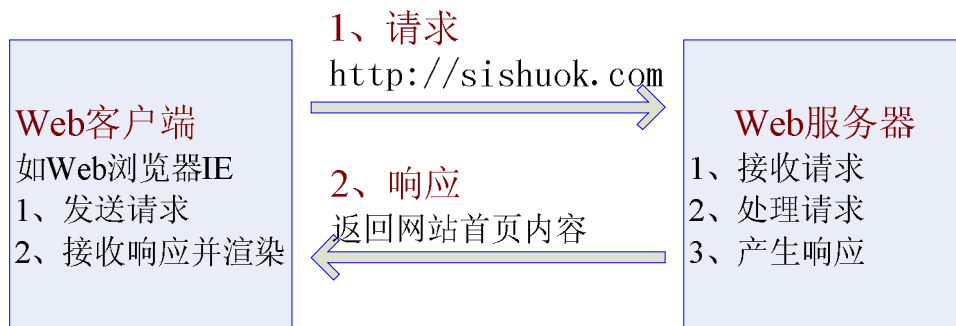 Web客户端
如Web浏览器IE
1、发送请求
2、接收响应并渲染
1、请求
http://sishuok.com
2、响应
返回网站首页内容
Web服务器
1、接收请求
2、处理请求
3、产生响应